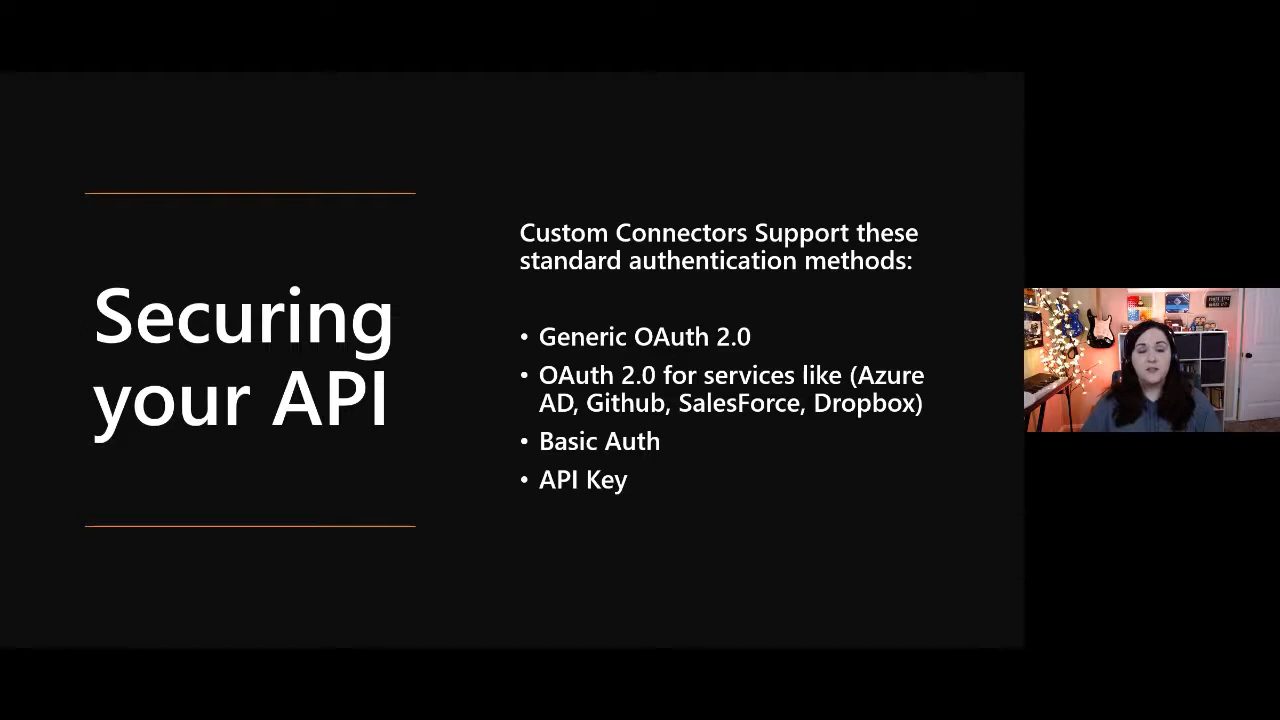 Securing
your API
Custom Connectors Support these
standard authentication methods:
• Generic OAuth 2.0
• OAuth 2.0 for services like (Azure
AD, Github, SalesForce, Dropbox)
• Basic Auth
• API Key